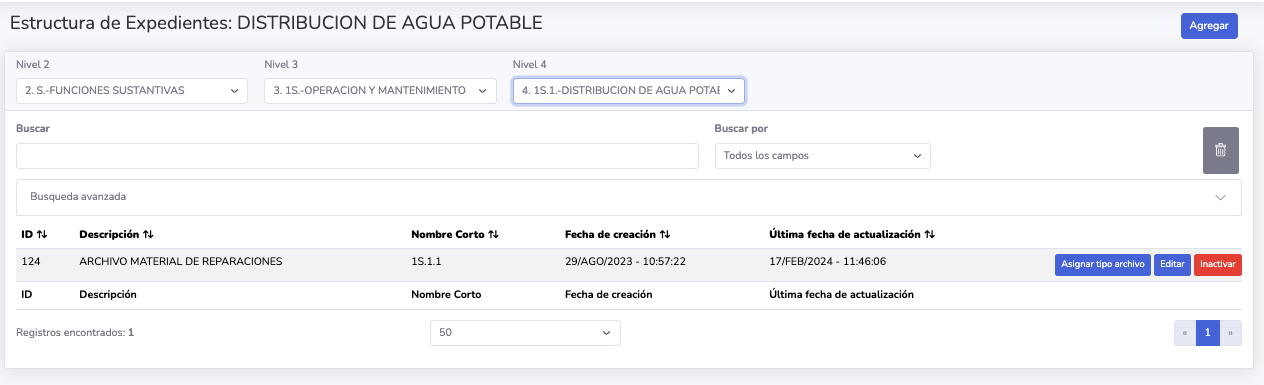 Estructura de Expedientes: DISTRIBUCION DE AGUA POTABLE
Agregar
Nivel 2
Nivel 3
Nivel 4
2. S.-FUNCIONES SUSTANTIVAS
3. 1S.-OPERACION Y MANTENIMIENTO
4. 1S.1.-DISTRIBUCION DE AGUA POTAB
Buscar
Buscar por
Todos los campos
Busqueda avanzada
ID Descripción Nombre Corto Fecha de creación Última fecha de actualización
124 ARCHIVO MATERIAL DE REPARACIONES 1S.1.1 29/AGO/2023 - 10:57:22 17/FEB/2024 - 11:46:06 Asignar tipo archivo Editar Inactivar
ID Descripción Nombre Corto Fecha de creación Última fecha de actualización
Registros encontrados: 1
50
« 1 »